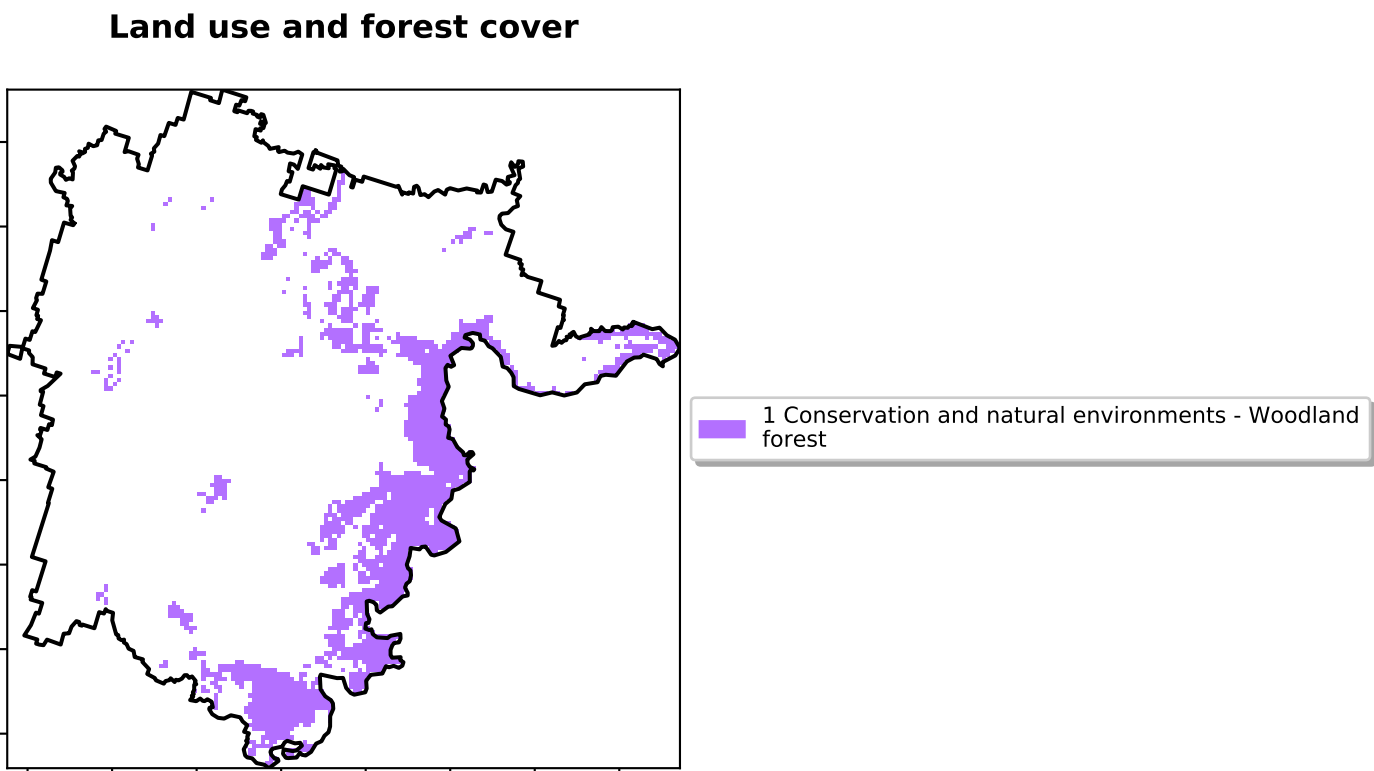 Land use and forest cover
1 Conservation and natural environments - Woodland
forest